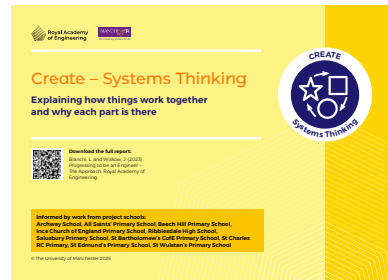 Royal Academy
of Engineering
MANCHESTER
Create – Systems Thinking
Explaining how things work together
and why each part is there
CREATE
Systems Thinking
Download the full report:
Bianchi, L. and Wiskow, J. (2023)
Progressing to be an Engineer –
The Approach. Royal Academy of
Engineering.
Informed by work from project schools:
Archway School, All Saints' Primary School, Beech Hill Primary School,
Ince Church of England Primary School, Ribblesdale High School,
Salusbury Primary School, St Bartholomew's CofE Primary School, St Charles
RC Primary, St Edmund's Primary School, St Wulstan's Primary School
© The University of Manchester 2025